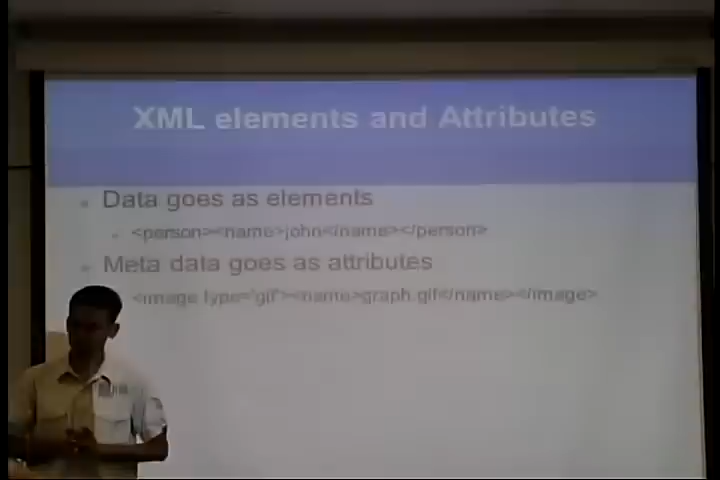 XML elements and Attributes
Data goes as elements
<person><name>john</name></person>
Meta data goes as attributes
<image type="gif"><name>graph.gif</name></image>